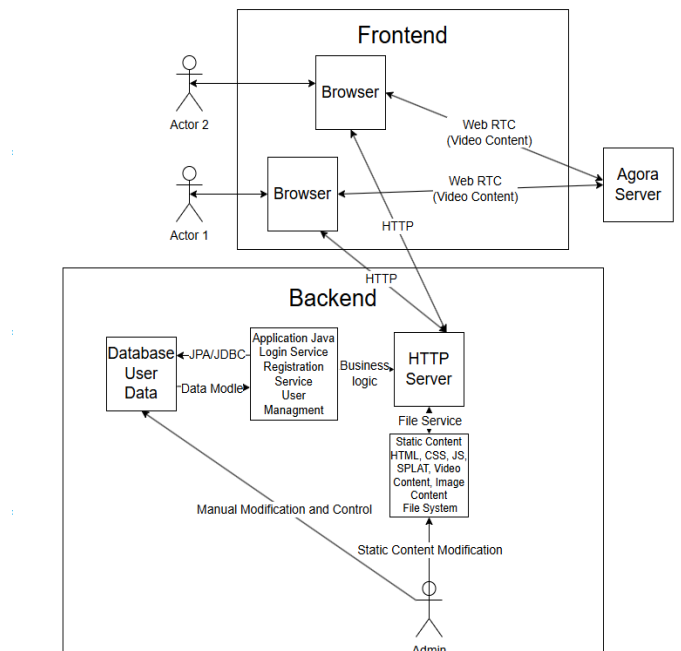 Frontend
Browser
Actor 2
Web RTC
(Video Content)
Agora
Server
Browser
Web RTC
(Video Content)
Actor 1
HTTP
HTTP
Backend
Database
User
Data
JPA/JDBC
Data Modle
Application Java
Login Service
Registration
Service
User
Managment
Business
logic
HTTP
Server
File Service
Static Content
HTML, CSS, JS,
SPLAT, Video
Content, Image
Content
File System
Manual Modification and Control
Static Content Modification
Admin